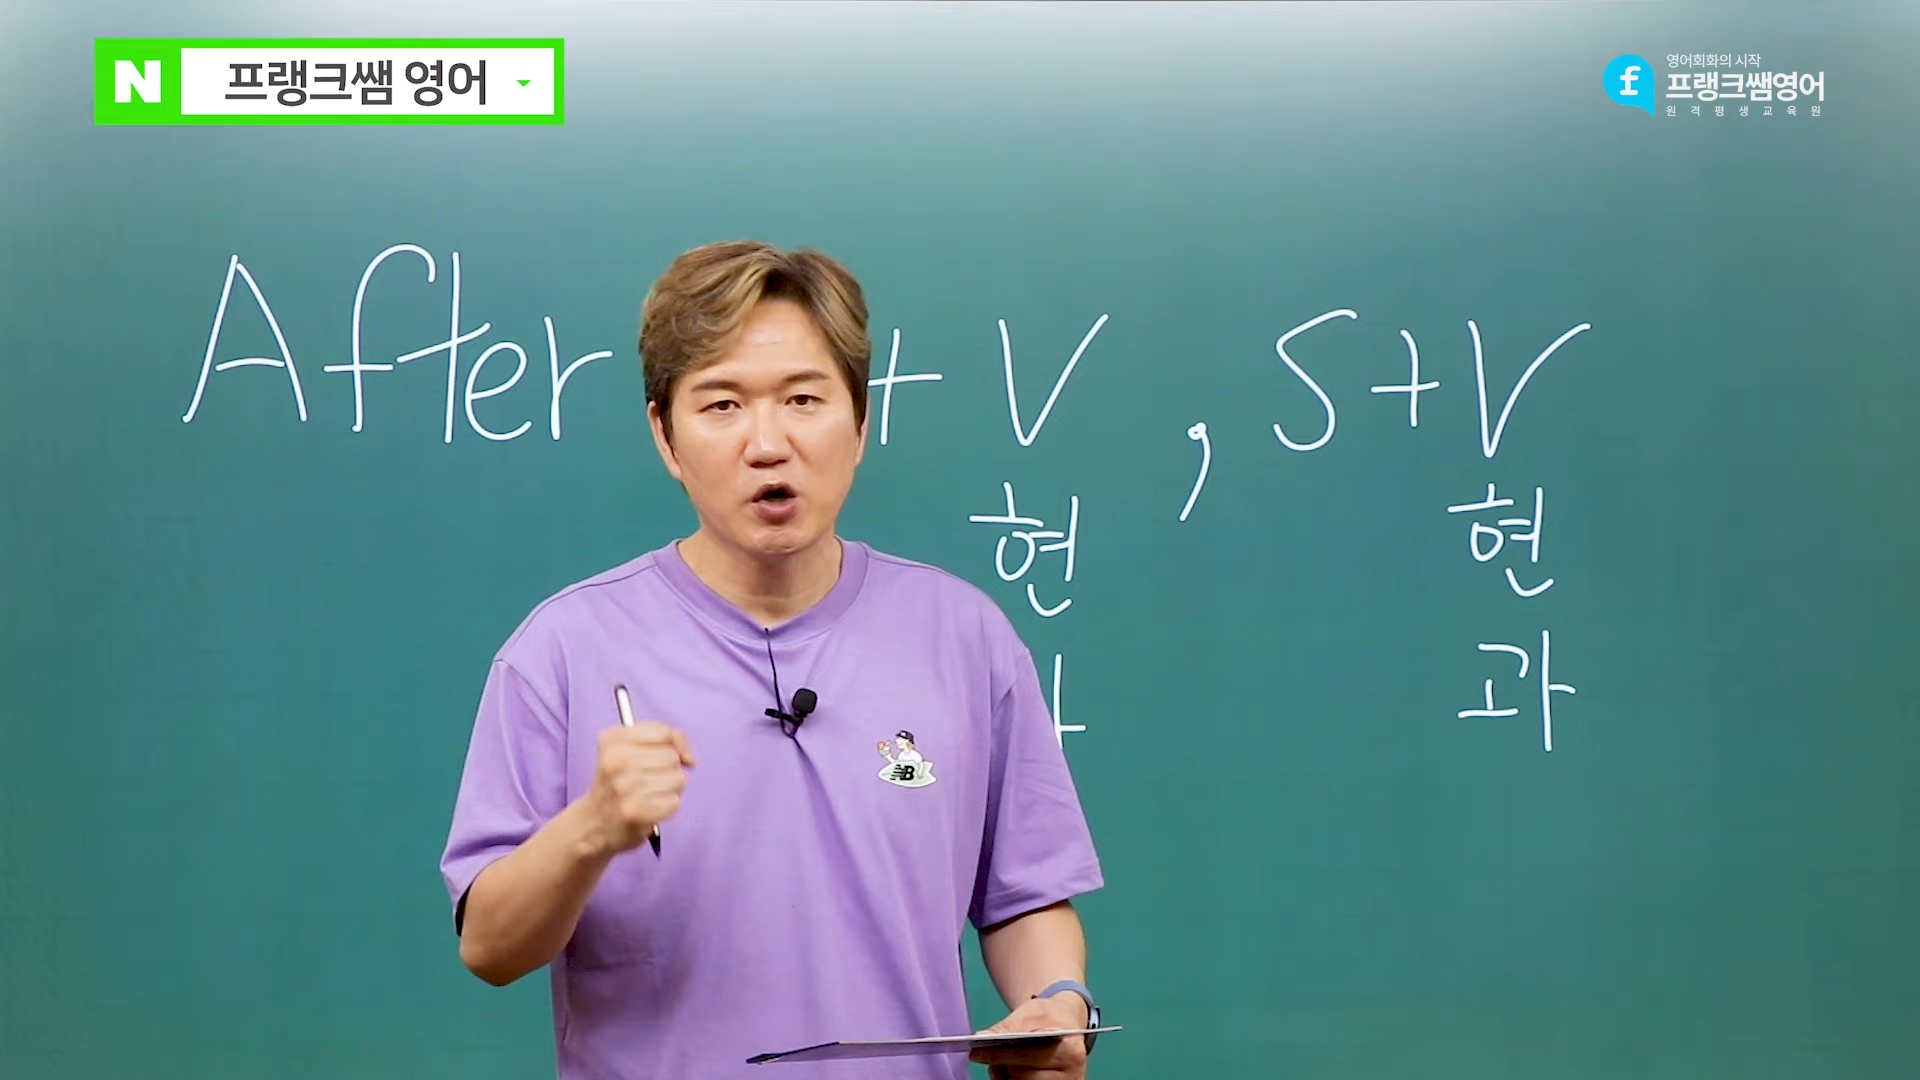 N 프랭크쌤 영어
영어회화의 시작
프랭크쌤영어
원격평생교육원
After + V , S + V
현 현
과
NB